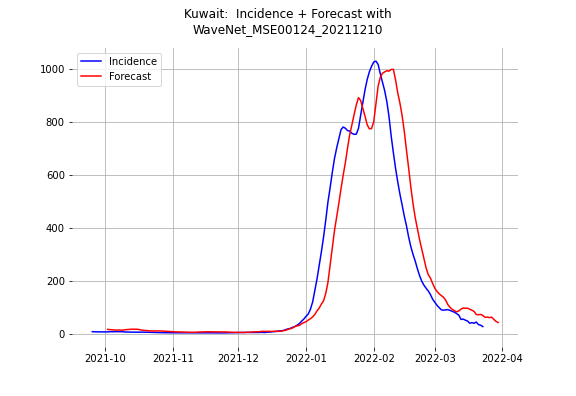 Kuwait:  Incidence + Forecast with
WaveNet_MSE00124_20211210
Incidence
Forecast
1000
800
600
400
200
0
2021-10 2021-11 2021-12 2022-01 2022-02 2022-03 2022-04